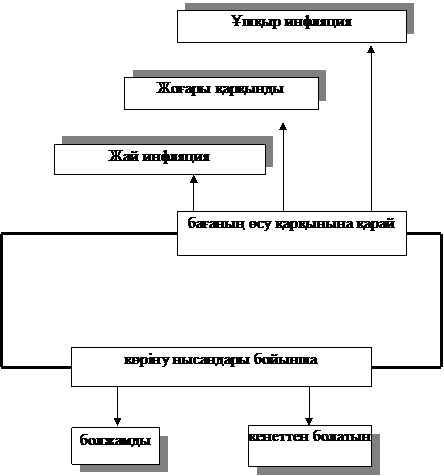 Ұшқыр инфляция
Жоғары қарқынды
Жай инфляция
бағаның өсу қарқынына қарай
көріну нысандары бойынша
болжамды
кенеттен болатын